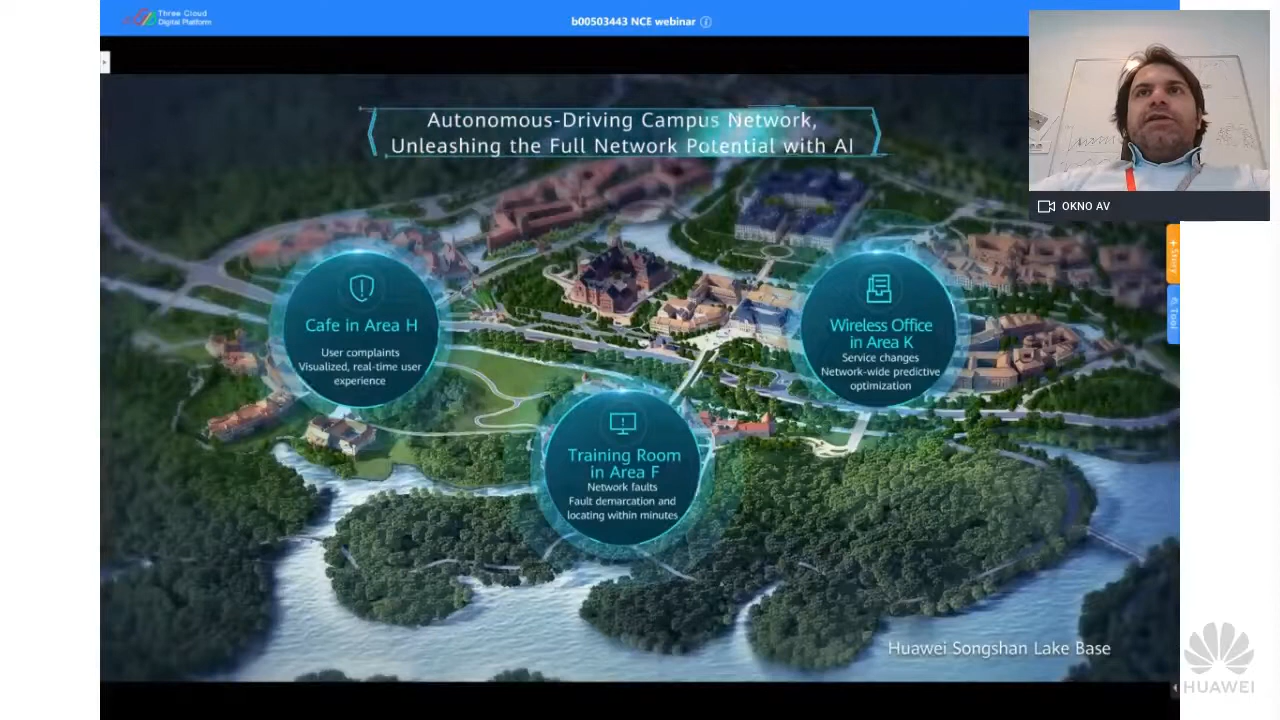 Three Cloud
Digital Platform
b00503443 NCE webinar
Autonomous-Driving Campus Network,
Unleashing the Full Network Potential with AI
OKNO AV
Story
Tool
Cafe in Area H
User complaints
Visualized, real-time user
experience
Wireless Office
in Area K
Service changes
Network-wide predictive
optimization
Training Room
in Area F
Network faults
Fault demarcation and
locating within minutes
Huawei Songshan Lake Base
HUAWEI